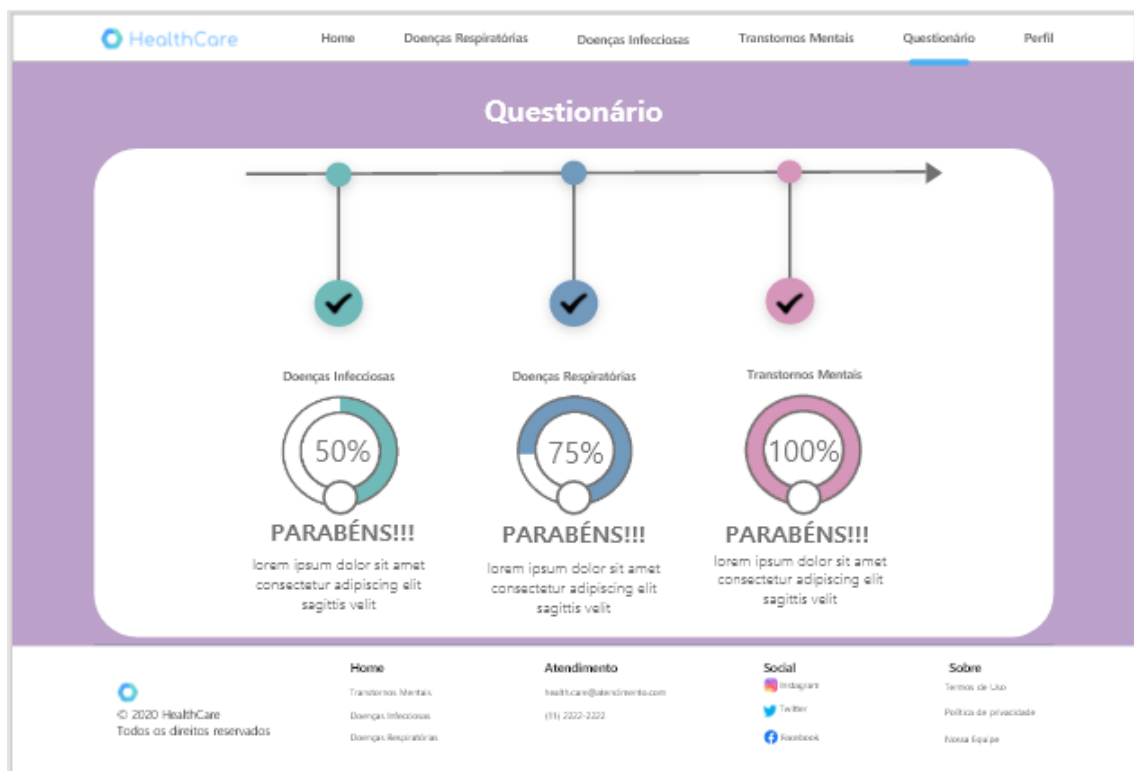 HealthCare
Home
Doenças Respiratórias
Doenças Infecciosas
Transtornos Mentais
Questionário
Perfil
Questionário
Doenças Infecciosas
Doenças Respiratórias
Transtornos Mentais
50%
75%
100%
PARABÉNS!!!
lorem ipsum dolor sit amet
consectetur adipiscing elit
sagittis velit
PARABÉNS!!!
lorem ipsum dolor sit amet
consectetur adipiscing elit
sagittis velit
PARABÉNS!!!
lorem ipsum dolor sit amet
consectetur adipiscing elit
sagittis velit
© 2020 HealthCare
Todos os direitos reservados
Home
Transtornos Mentais
Doenças Infecciosas
Doenças Respiratórias
Atendimento
health.care@atendimento.com
(11) 2222-2222
Social
Instagram
Twitter
Facebook
Sobre
Termos de Uso
Política de privacidade
Nossa Equipe